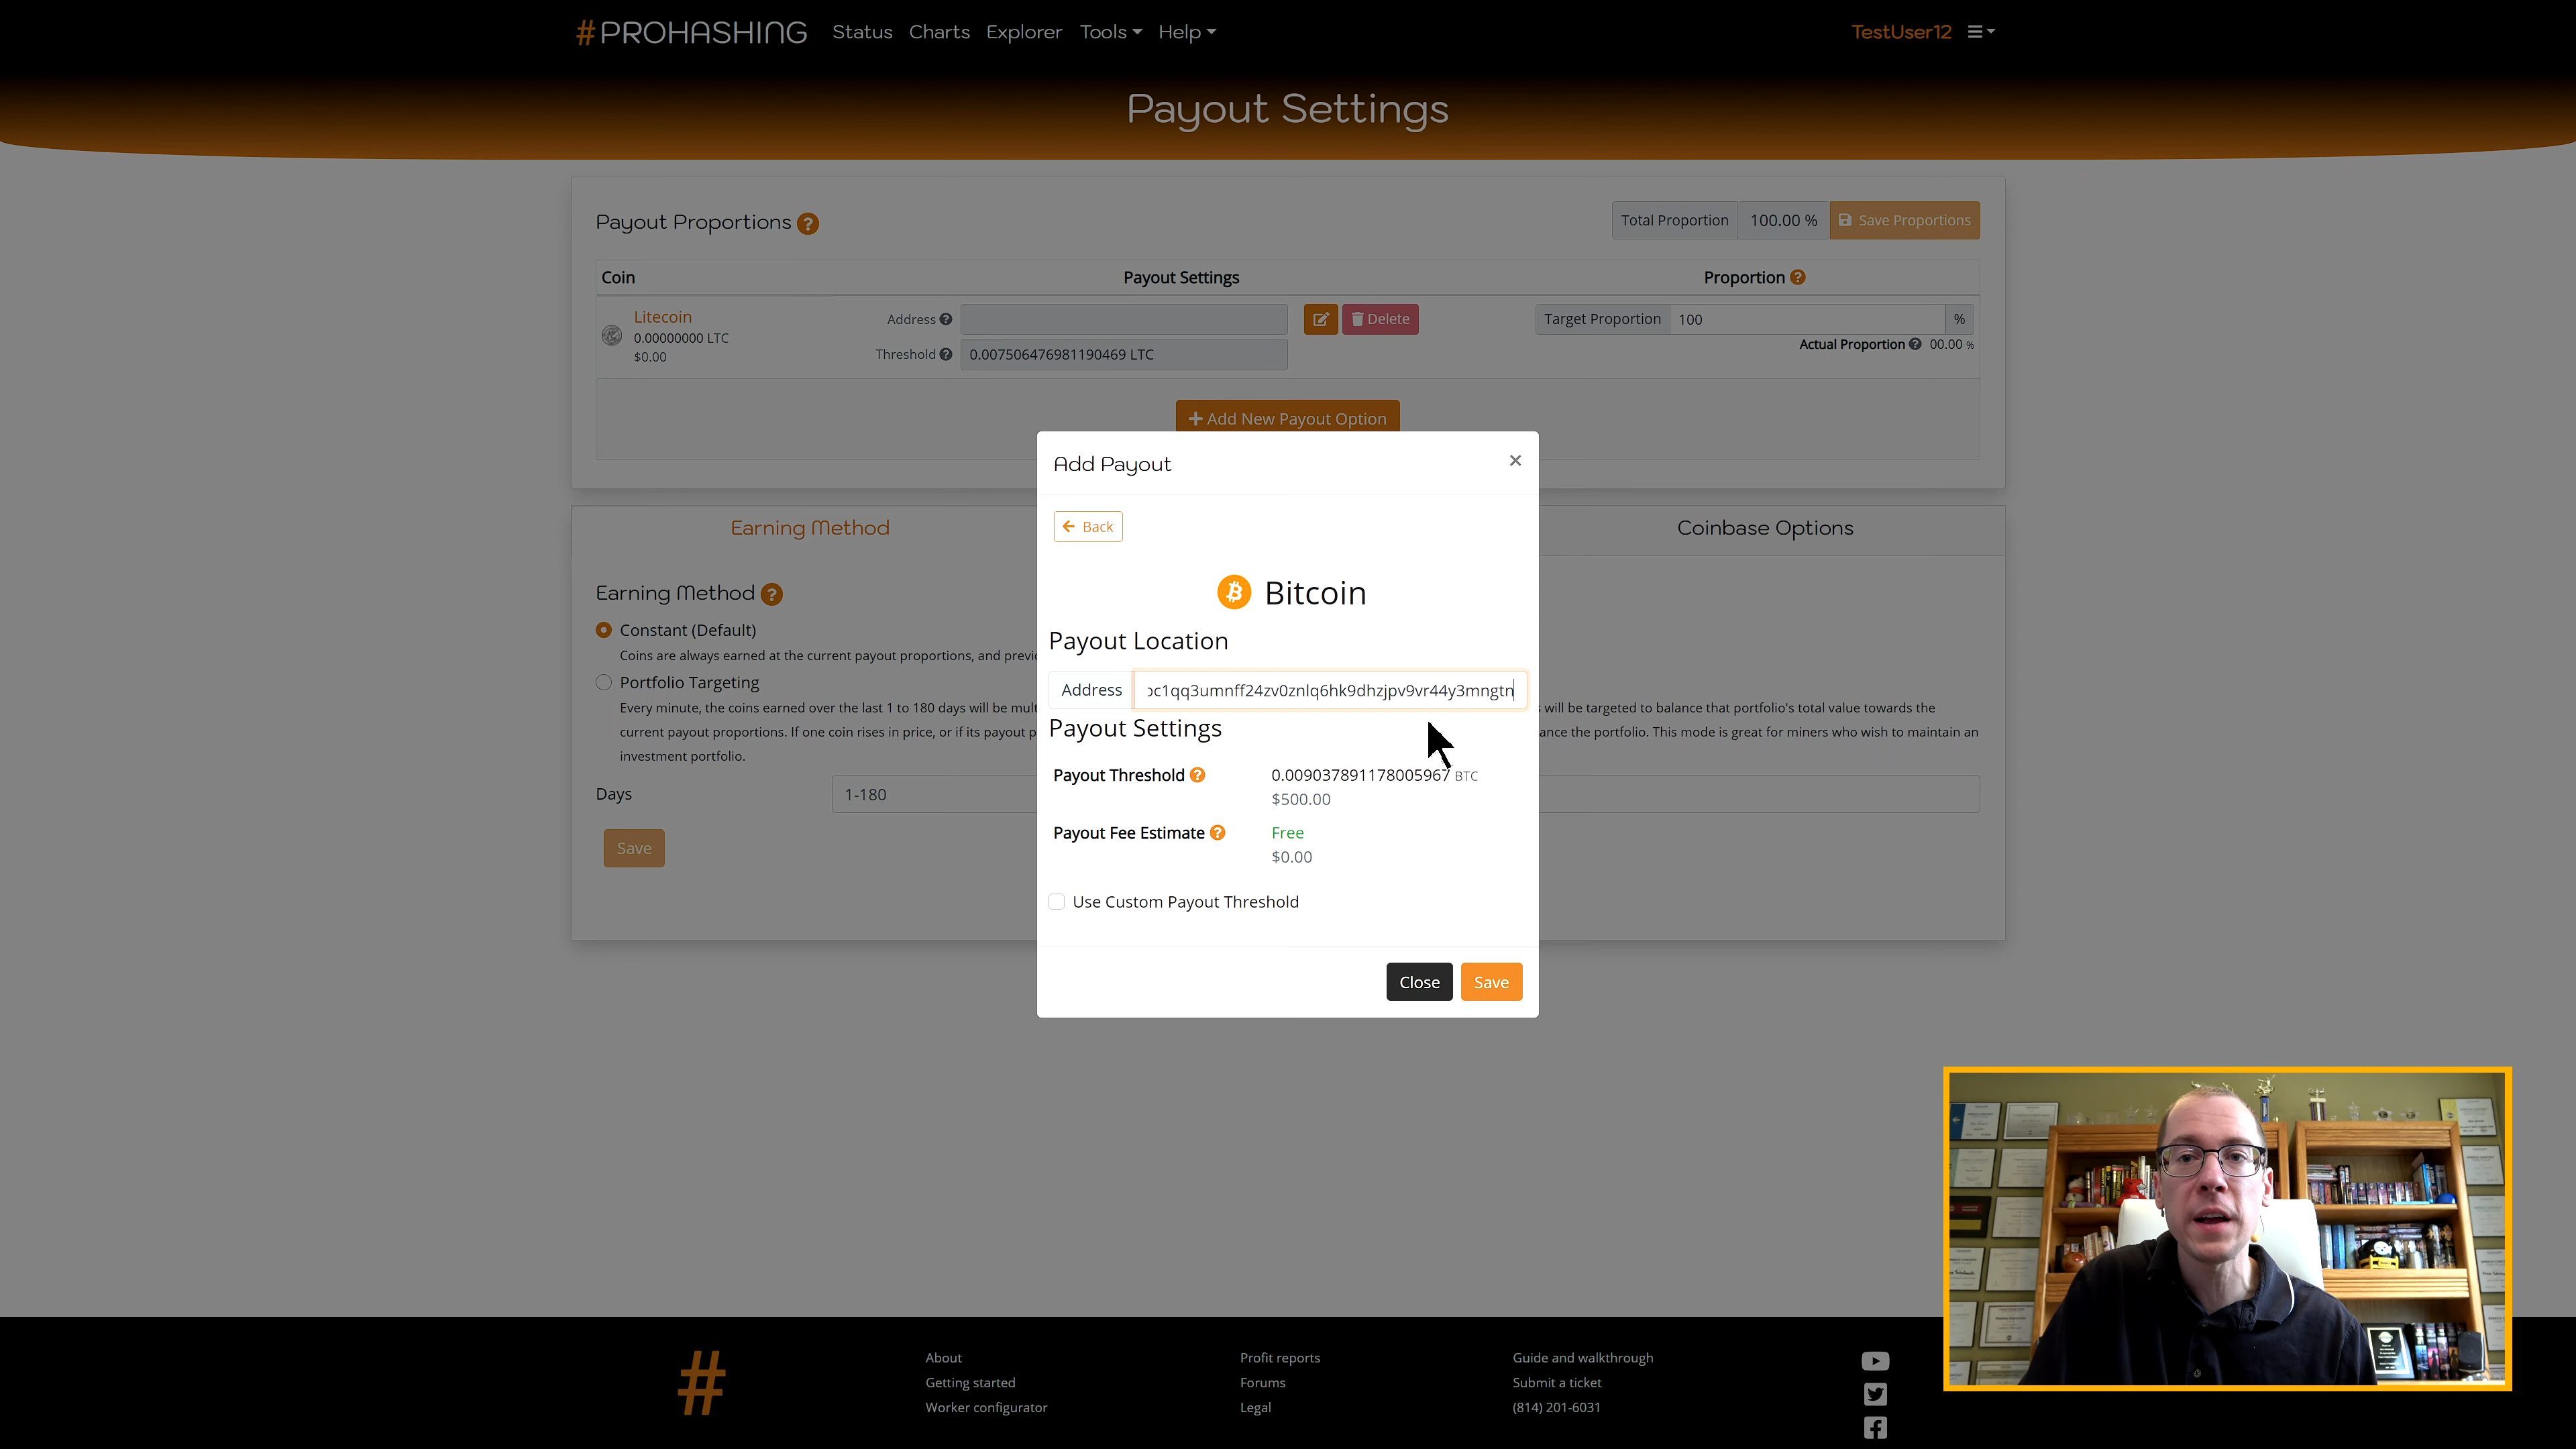 #PROHASHING Status Charts Explorer Tools Help TestUser12
Payout Settings
Payout Proportions ? Total Proportion 100.00 % Save Proportions
Coin Payout Settings Proportion ?
Litecoin Address ? Delete Target Proportion 100 %
0.00000000 LTC
$0.00
Actual Proportion ? 00.00 %
Threshold ? 0.007506476981190469 LTC
+ Add New Payout Option
Add Payout ×
Back
Bitcoin
Payout Location
Address bc1qq3umnff24zv0znlq6hk9dhzjpv9vr44y3mngtn
Payout Settings
Payout Threshold ? 0.009037891178005967 BTC
$500.00
Payout Fee Estimate ? Free
$0.00
Use Custom Payout Threshold
Close Save
Earning Method Coinbase Options
Earning Method ?
Constant (Default)
Coins are always earned at the current payout proportions, and
Portfolio Targeting
Every minute, the coins earned over the last 1 to 180 days will be will be targeted to balance that portfolio's total value towards the
current payout proportions. If one coin rises in price, or if its payout the portfolio. This mode is great for miners who wish to maintain an
investment portfolio.
Days 1-180
Save
#
About Profit reports Guide and walkthrough
Getting started Forums Submit a ticket
Worker configurator Legal (814) 201-6031